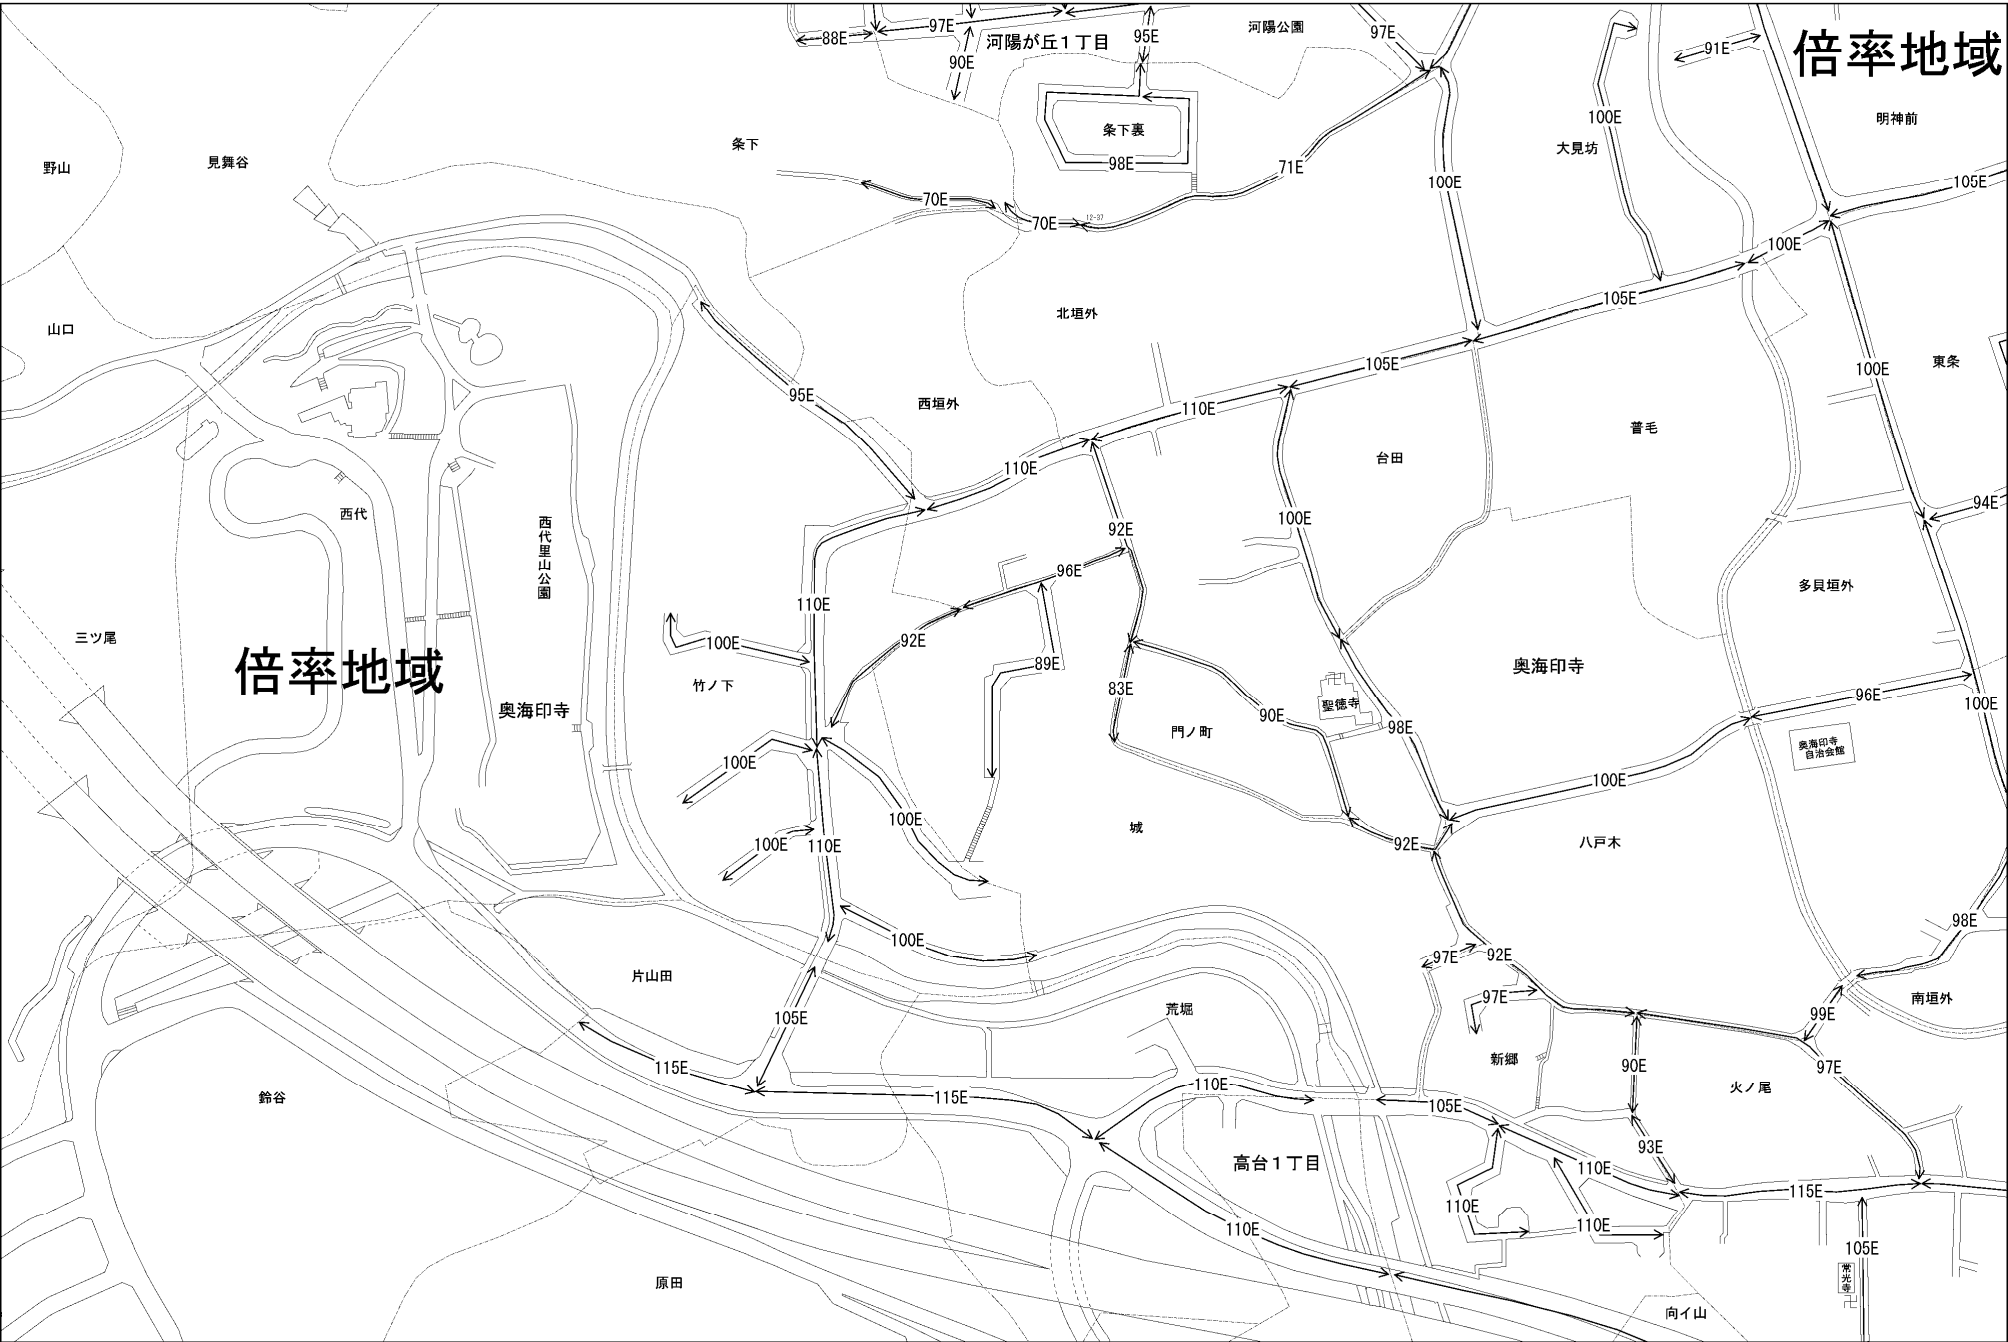 88E
97E
90E
河陽が丘１丁目
95E
河陽公園
97E
91E
倍率地域
条下裏
98E
条下
71E
100E
大見坊
明神前
野山
見舞谷
100E
105E
70E
70E
12-37
100E
105E
山口
北垣外
105E
100E
東条
95E
西垣外
110E
普毛
台田
110E
西代
西代里山公園
92E
100E
94E
96E
110E
多貝垣外
三ツ尾
倍率地域
100E
92E
89E
奥海印寺
竹ノ下
83E
奥海印寺
90E
門ノ町
聖徳寺
98E
96E
100E
奥海印寺
自治会館
100E
100E
100E
城
八戸木
92E
100E
110E
98E
100E
97E
92E
片山田
97E
南垣外
荒堀
105E
99E
新郷
115E
90E
97E
火ノ尾
鈴谷
115E
110E
105E
93E
高台１丁目
110E
115E
110E
110E
110E
105E
常光寺
原田
向イ山